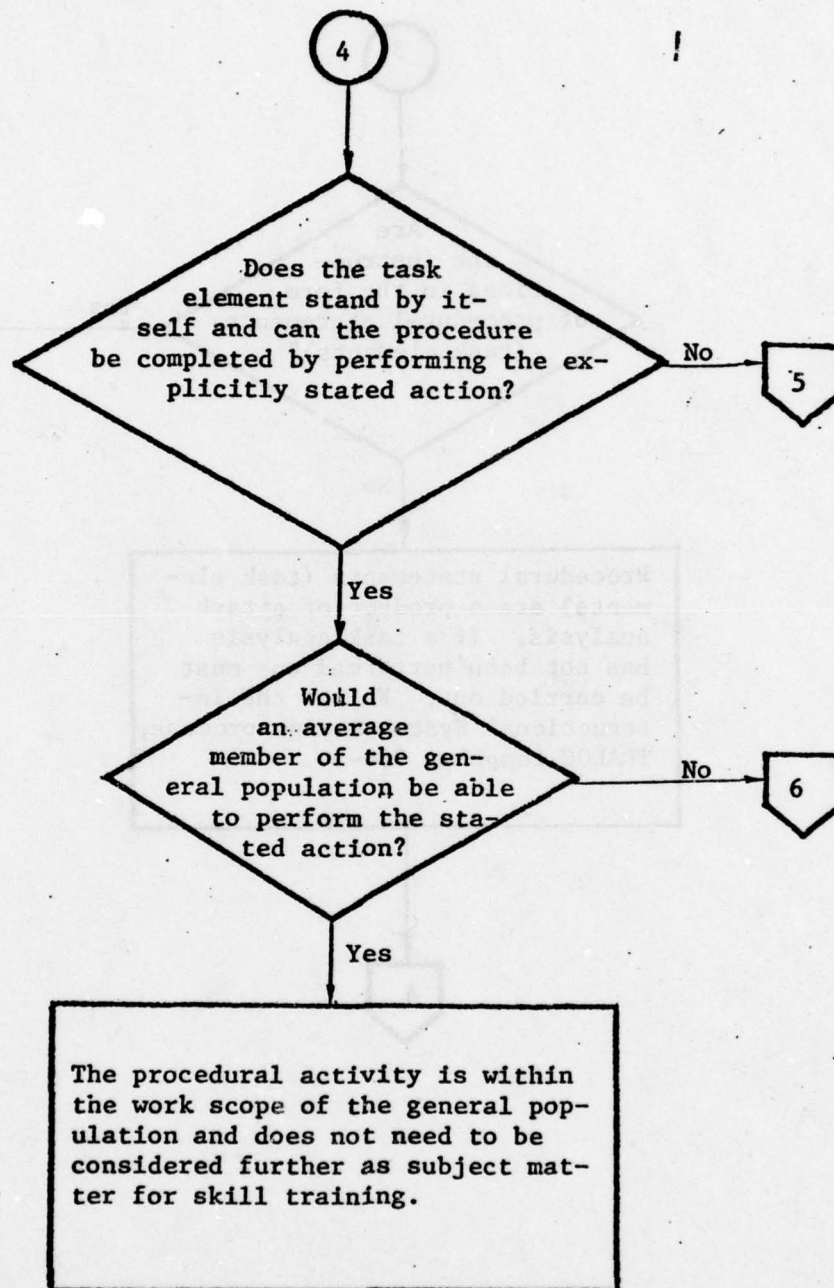 4
!
Does the task
element stand by it-
self and can the procedure
be completed by performing the ex-
plicitly stated action?
No
5
Yes
Would
an average
member of the gen-
eral population be able
to perform the sta-
ted action?
No
6
Yes
The procedural activity is within
the work scope of the general pop-
ulation and does not need to be
considered further as subject mat-
ter for skill training.